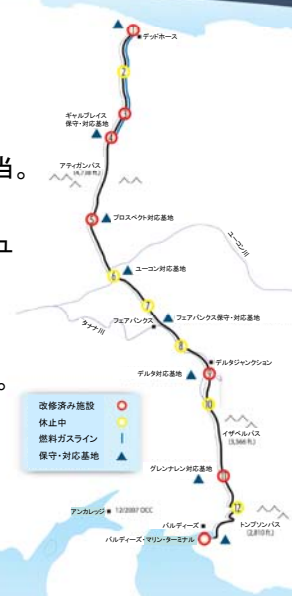 1
デッドホース
2
3
ギャルブレイス
保守・対応基地
4
当。
アティガンパス
(4,738 ft.)
5
プロスペクト対応基地
ュ
ユーコン川
6
ユーコン対応基地
7
フェアバンクス保守・対応基地
フェアバンクス
タナナ川
8
デルタジャンクション
デルタ対応基地
9
。
10
改修済み施設
休止中
燃料ガスライン
保守・対応基地
イザベルパス
グレンナレン対応基地
11
12
アンカレッジ
12/2007 OCC
トンプソンパス
(2,810 ft.)
バルディーズ
バルディーズ・マリン・ターミナル